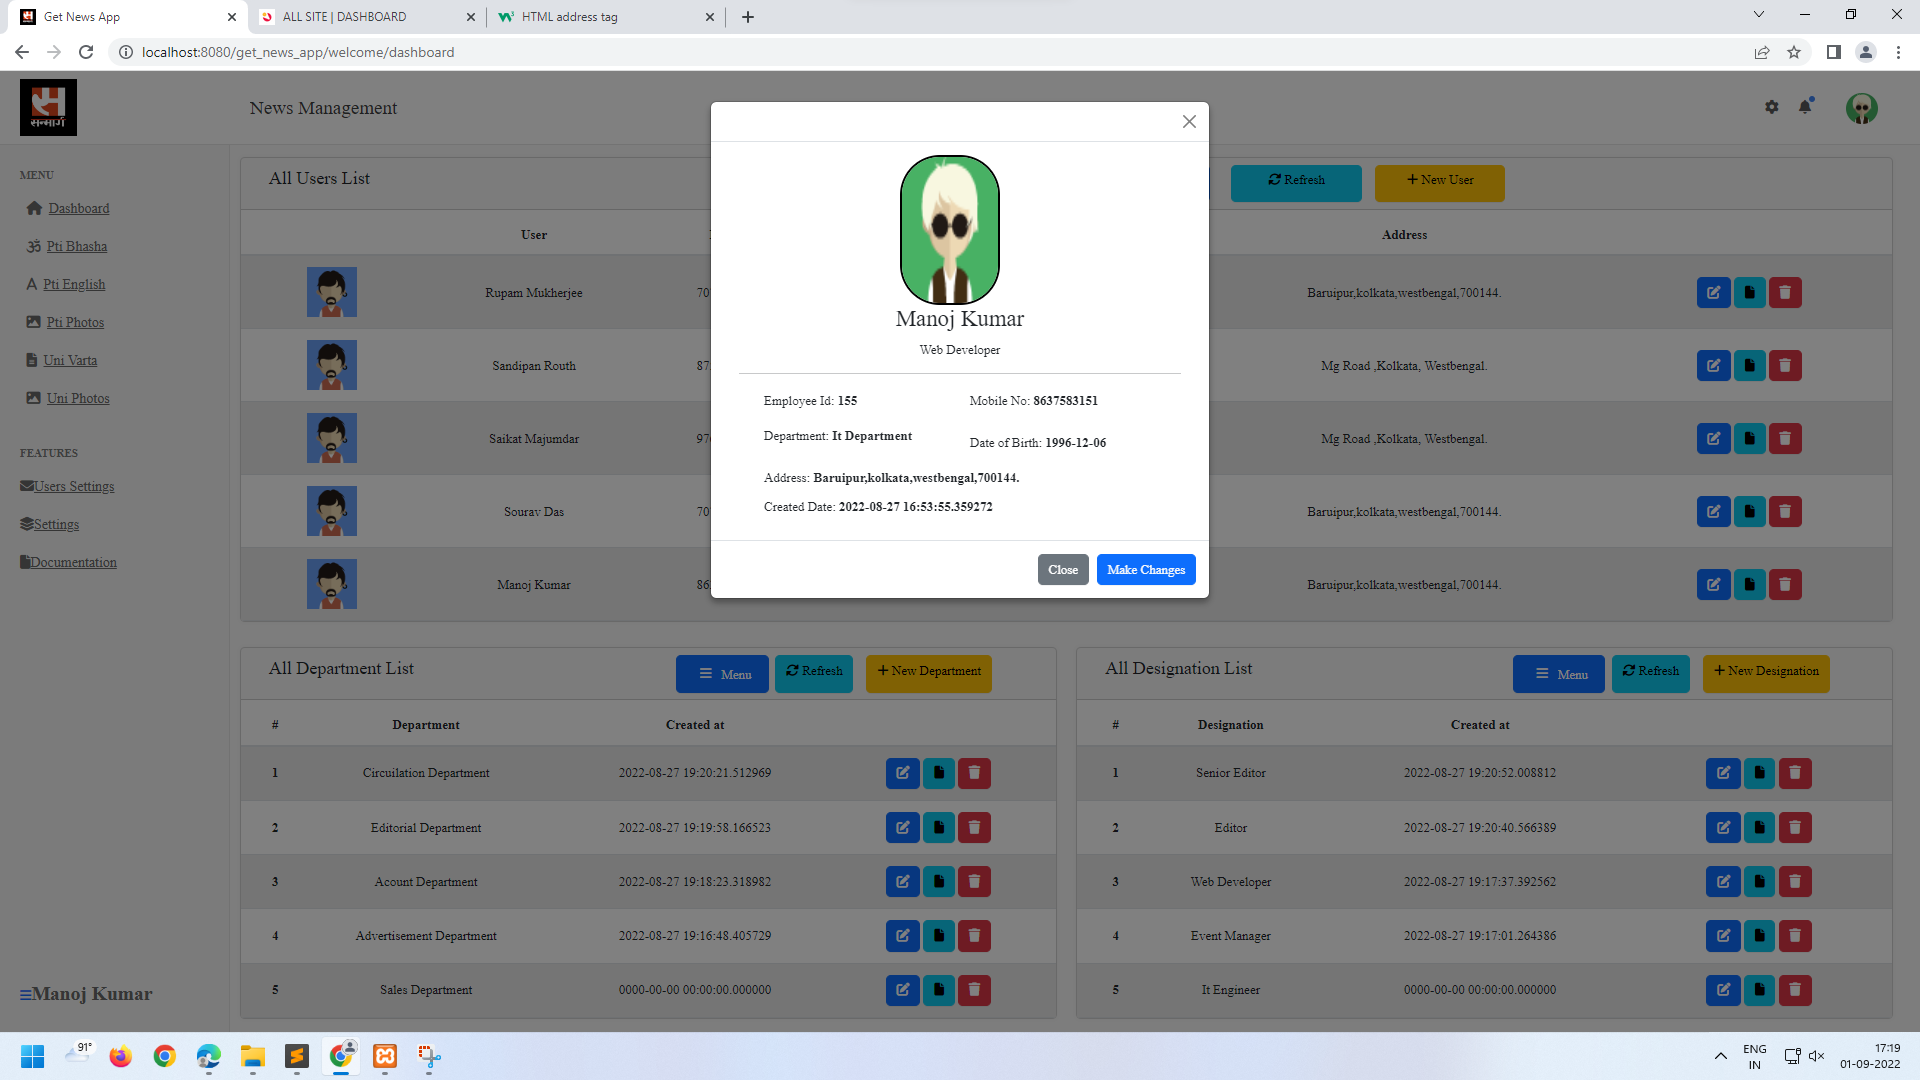 Get News App
ALL SITE | DASHBOARD
HTML address tag
localhost:8080/get_news_app/welcome/dashboard
सन्मार्ग
News Management
MENU
Dashboard
Pti Bhasha
Pti English
Pti Photos
Uni Varta
Uni Photos
FEATURES
Users Settings
Settings
Documentation
Manoj Kumar
All Users List
Refresh
+ New User
User
Address
Rupam Mukherjee
70
Baruipur,kolkata,westbengal,700144.
Sandipan Routh
87
Mg Road ,Kolkata, Westbengal.
Saikat Majumdar
97
Mg Road ,Kolkata, Westbengal.
Sourav Das
70
Baruipur,kolkata,westbengal,700144.
Manoj Kumar
86
Baruipur,kolkata,westbengal,700144.
Manoj Kumar
Web Developer
Employee Id: 155
Mobile No: 8637583151
Department: It Department
Date of Birth: 1996-12-06
Address: Baruipur,kolkata,westbengal,700144.
Created Date: 2022-08-27 16:53:55.359272
Close
Make Changes
All Department List
Menu
Refresh
+ New Department
# Department Created at
1 Circuilation Department 2022-08-27 19:20:21.512969
2 Editorial Department 2022-08-27 19:19:58.166523
3 Acount Department 2022-08-27 19:18:23.318982
4 Advertisement Department 2022-08-27 19:16:48.405729
5 Sales Department 0000-00-00 00:00:00.000000
All Designation List
Menu
Refresh
+ New Designation
# Designation Created at
1 Senior Editor 2022-08-27 19:20:52.008812
2 Editor 2022-08-27 19:20:40.566389
3 Web Developer 2022-08-27 19:17:37.392562
4 Event Manager 2022-08-27 19:17:01.264386
5 It Engineer 0000-00-00 00:00:00.000000
91°
ENG
IN
17:19
01-09-2022